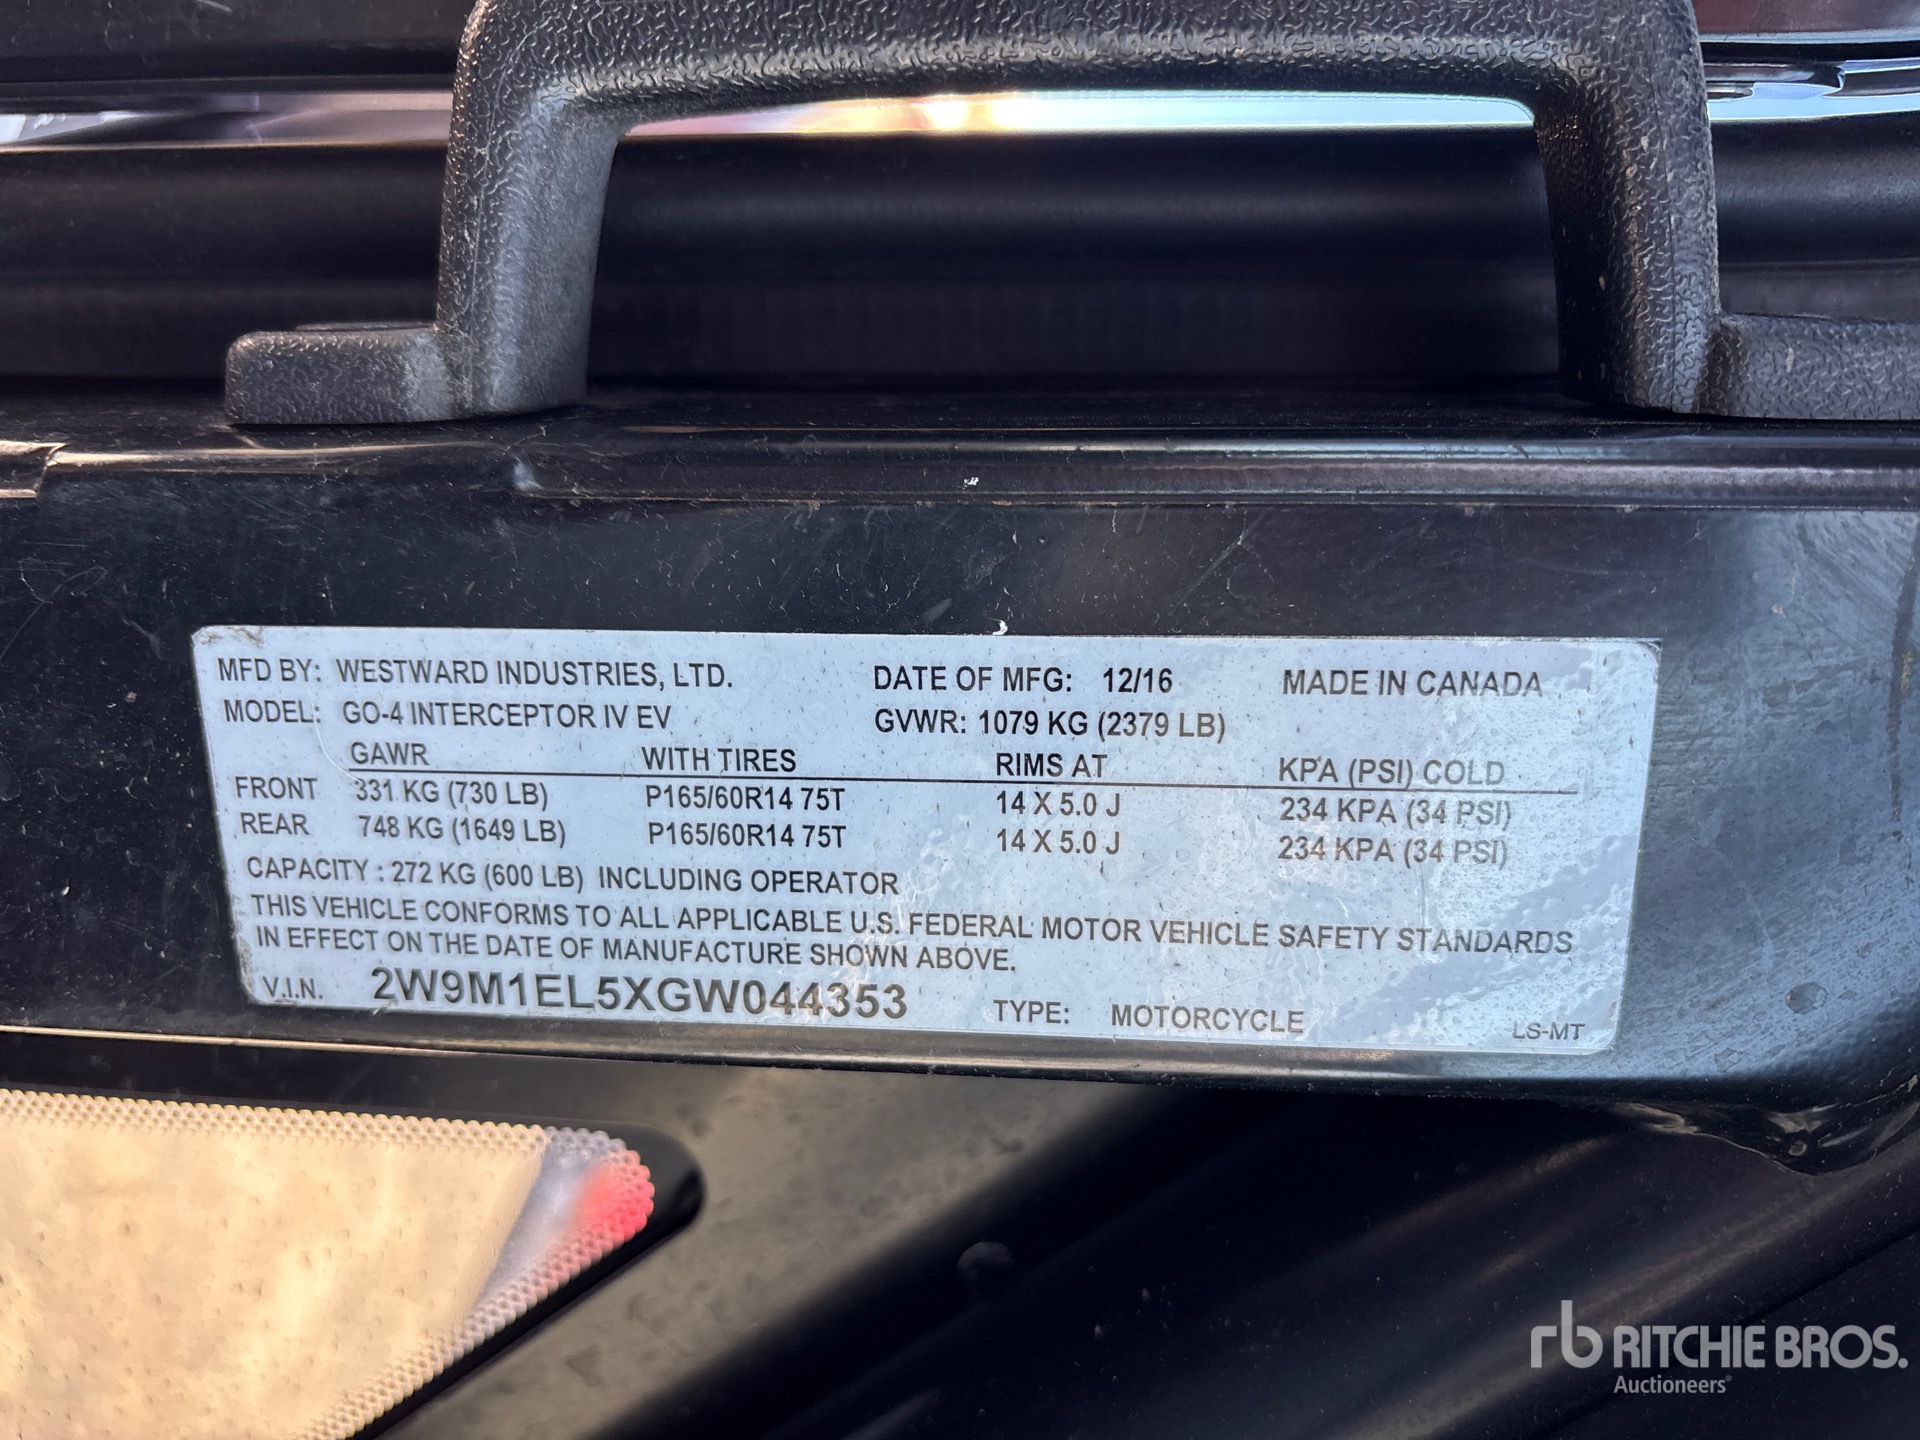 MFD BY: WESTWARD INDUSTRIES, LTD. DATE OF MFG: 12/16 MADE IN CANADA
MODEL: GO-4 INTERCEPTOR IV EV GVWR: 1079 KG (2379 LB)
GAWR WITH TIRES RIMS AT KPA (PSI) COLD
FRONT 331 KG (730 LB) P165/60R14 75T 14 X 5.0 J 234 KPA (34 PSI)
REAR 748 KG (1649 LB) P165/60R14 75T 14 X 5.0 J 234 KPA (34 PSI)
CAPACITY : 272 KG (600 LB) INCLUDING OPERATOR
THIS VEHICLE CONFORMS TO ALL APPLICABLE U.S. FEDERAL MOTOR VEHICLE SAFETY STANDARDS
IN EFFECT ON THE DATE OF MANUFACTURE SHOWN ABOVE.
V.I.N. 2W9M1EL5XGW044353 TYPE: MOTORCYCLE LS-MT
rb RITCHIE BROS.
Auctioneers®